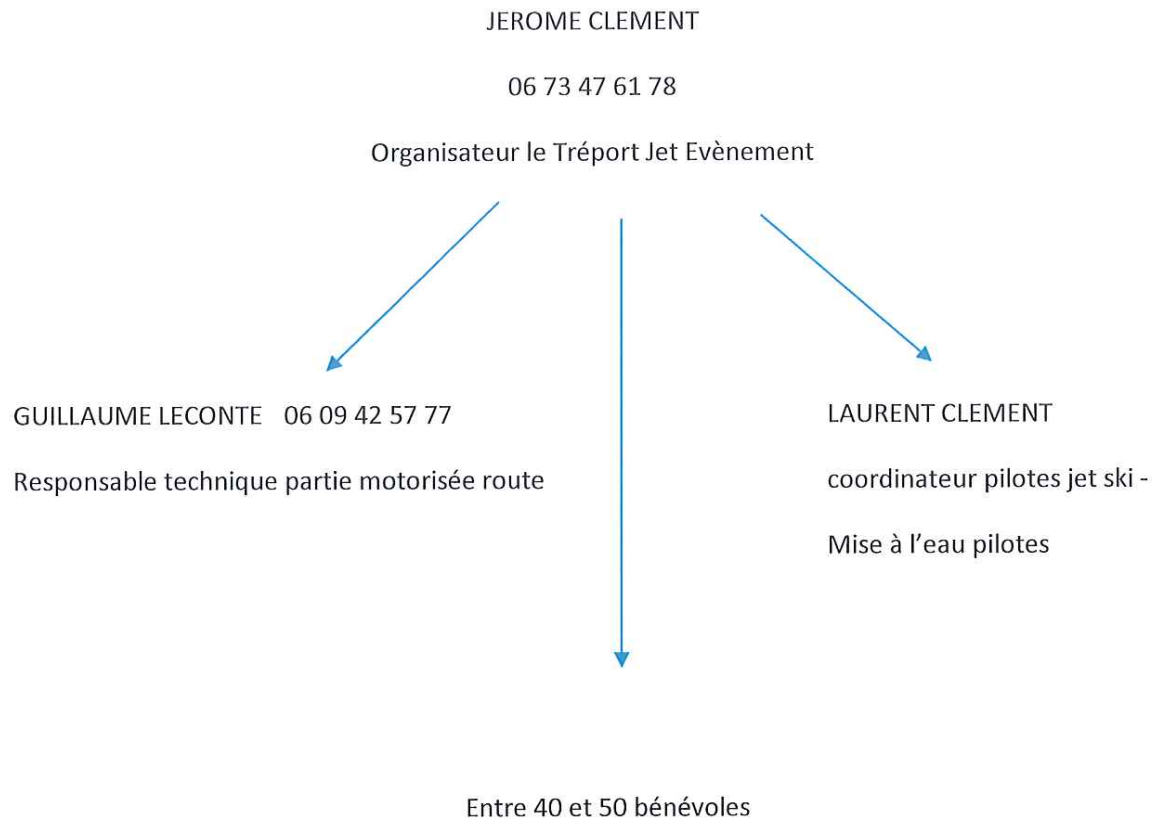 JEROME CLEMENT
06 73 47 61 78
Organisateur le Tréport Jet Evènement
GUILLAUME LECONTE 06 09 42 57 77
Responsable technique partie motorisée route
LAURENT CLEMENT
coordinateur pilotes jet ski -
Mise à l'eau pilotes
Entre 40 et 50 bénévoles